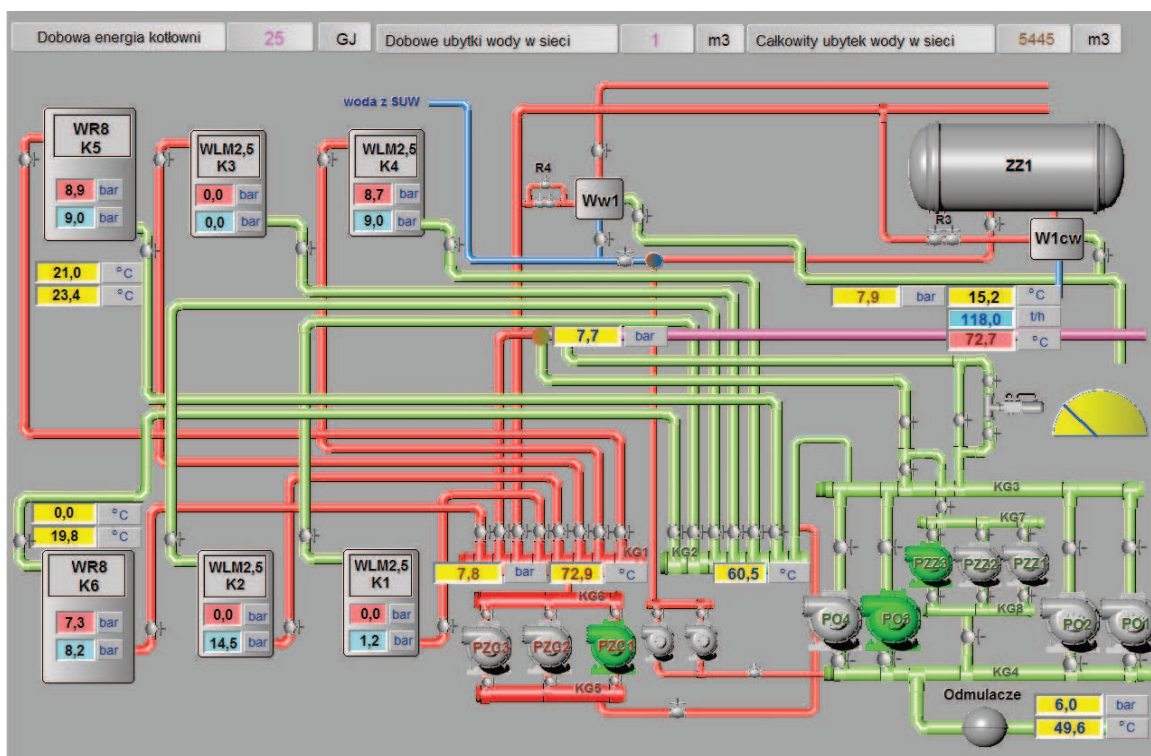 Dobowa energia kotłowni 25 GJ Dobowe ubytki wody w sieci 1 m3 Całkowity ubytek wody w sieci 5445 m3
woda z SUW
WR8
K5
8,9 bar
9,0 bar
21,0 °C
23,4 °C
WLM2,5
K3
0,0 bar
0,0 bar
WLM2,5
K4
8,7 bar
9,0 bar
R4
Ww1
ZZ1
R3
W1cw
7,9 bar 15,2 °C
118,0 t/h
72,7 °C
7,7 bar
0,0 °C
19,8 °C
WR8
K6
7,3 bar
8,2 bar
WLM2,5
K2
0,0 bar
14,5 bar
WLM2,5
K1
0,0 bar
1,2 bar
KG1
7,8 bar 72,9 °C
KG2
60,5 °C
KG6
PZG3 PZG2 PZG1
KG5
KG3
KG7
PZZ3 PZZ2 PZZ1
KG8
PO4 PO3 PO2 PO1
KG4
Odmulacze
6,0 bar
49,6 °C